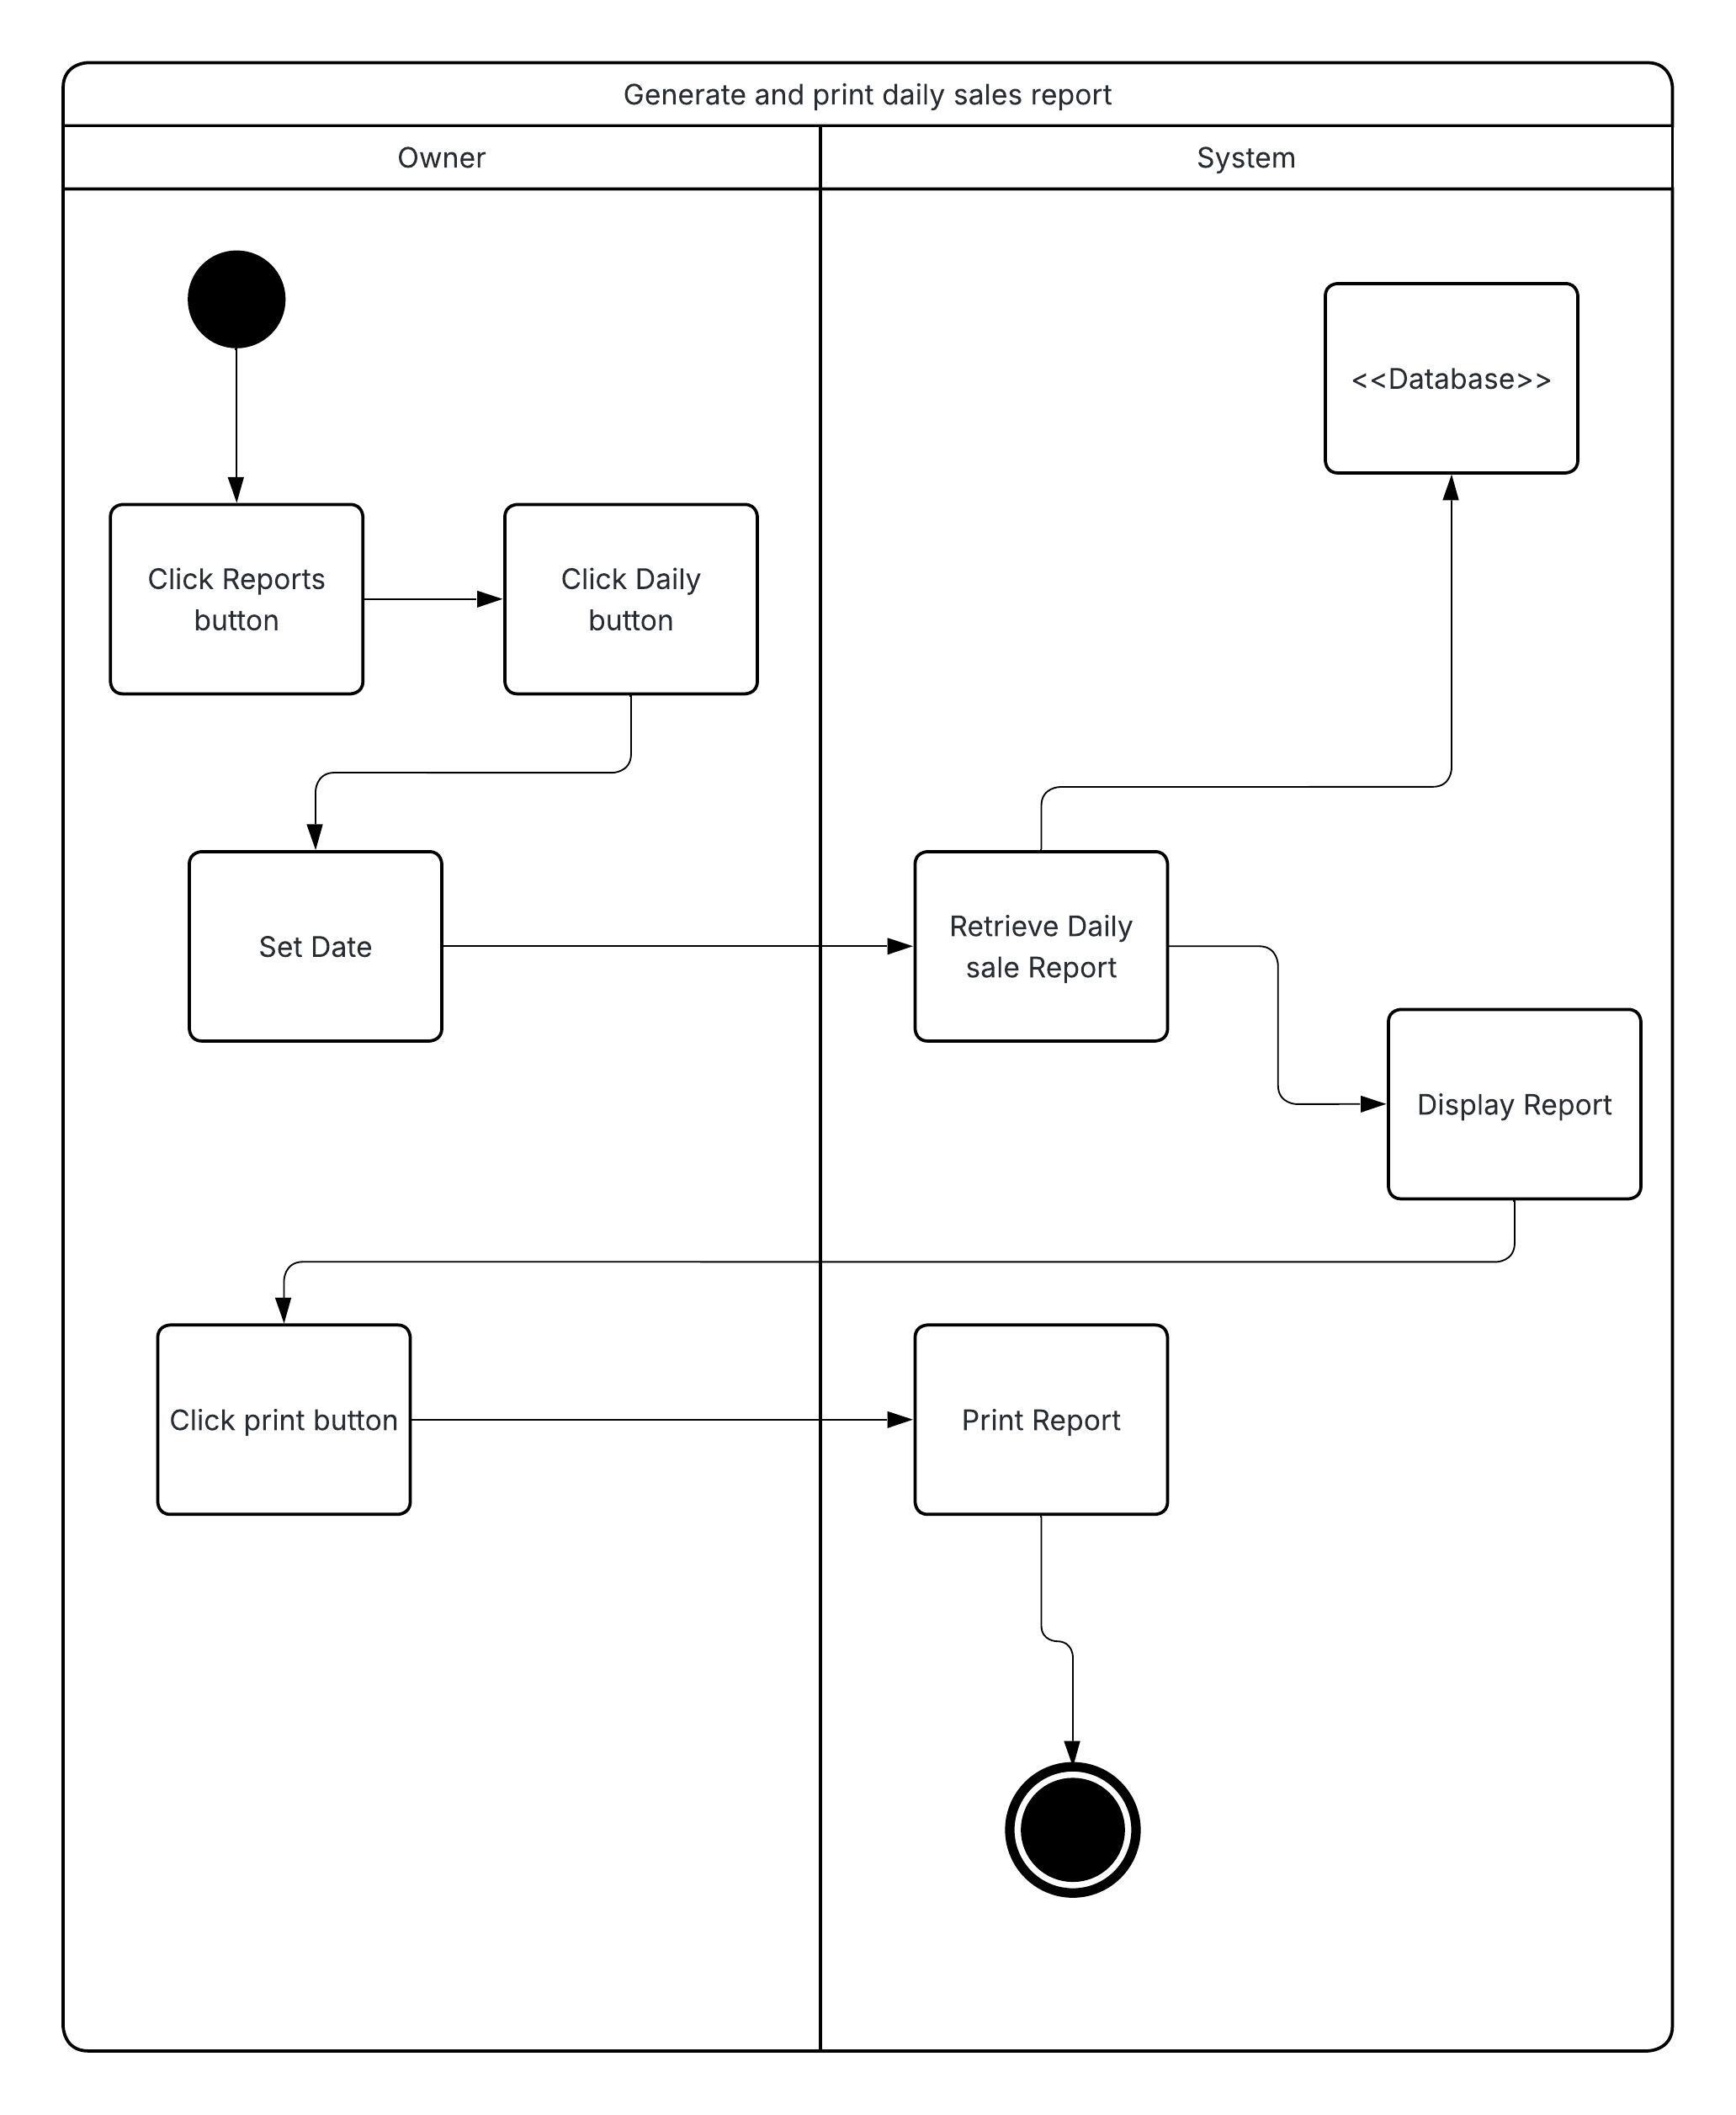 Generate and print daily sales report
Owner
System
<<Database>>
Click Reports
button
Click Daily
button
Set Date
Retrieve Daily
sale Report
Display Report
Click print button
Print Report